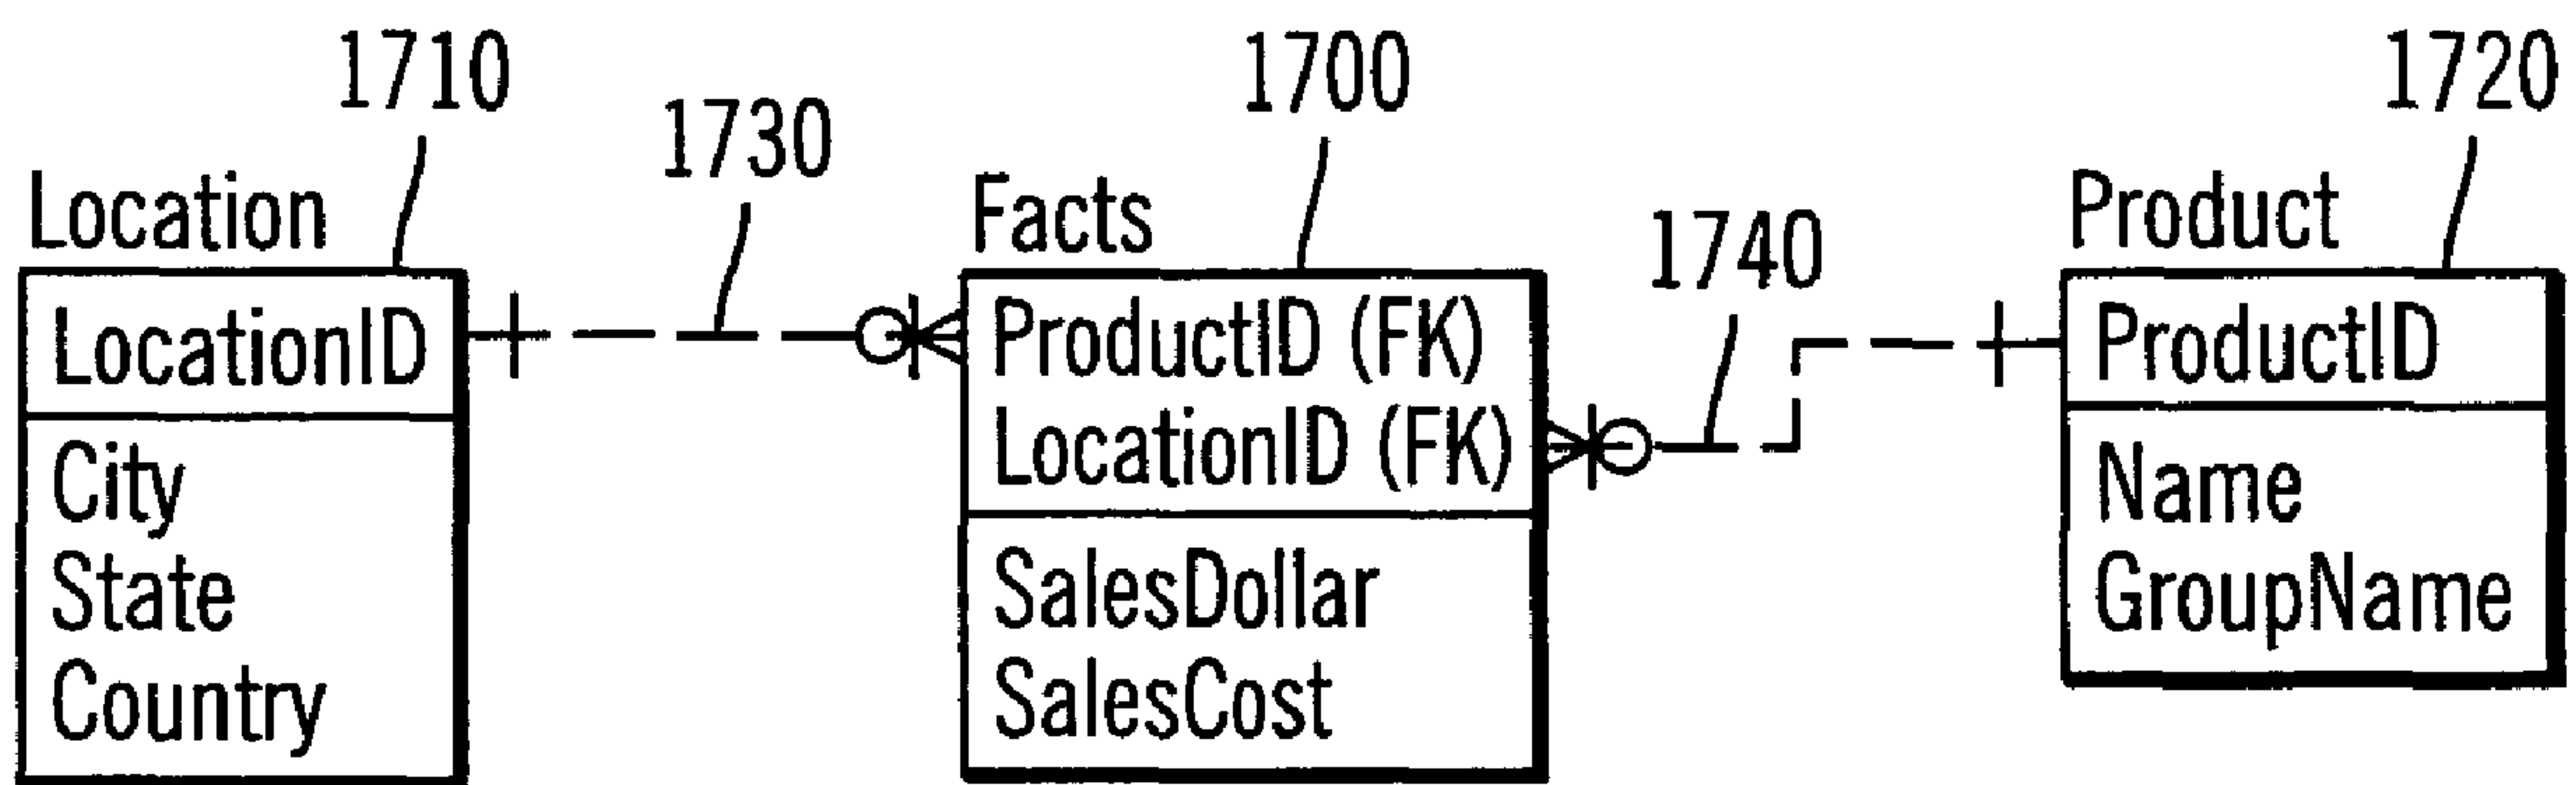 1710
1730
1700
1740
1720
Location
LocationID
City
State
Country
Facts
ProductID (FK)
LocationID (FK)
SalesDollar
SalesCost
Product
ProductID
Name
GroupName